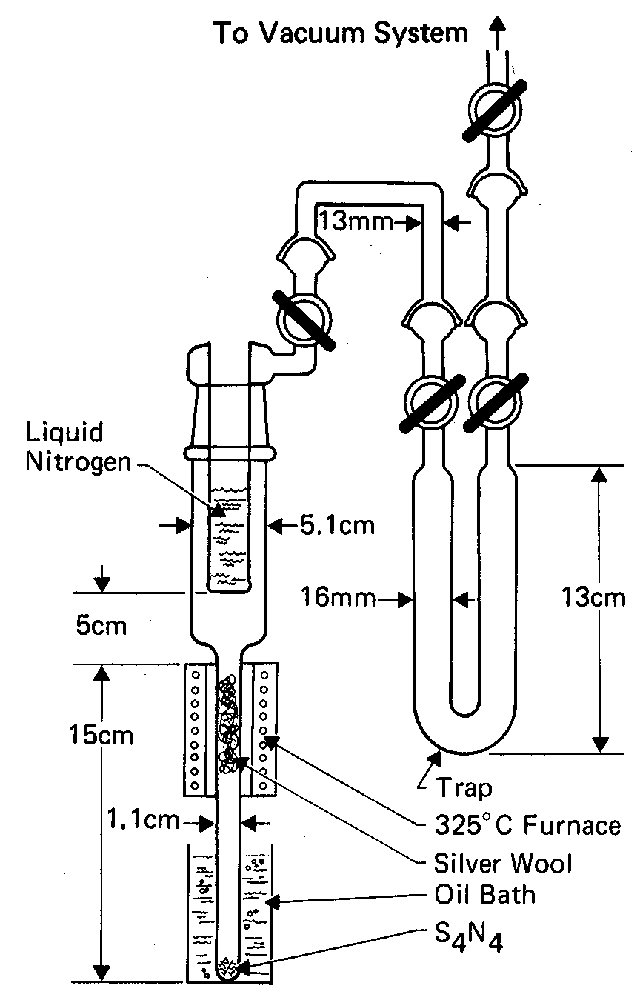 To Vacuum System
13mm
Liquid
Nitrogen
5.1cm
16mm
13cm
5cm
15cm
Trap
1.1cm
325°C Furnace
Silver Wool
Oil Bath
S₄N₄